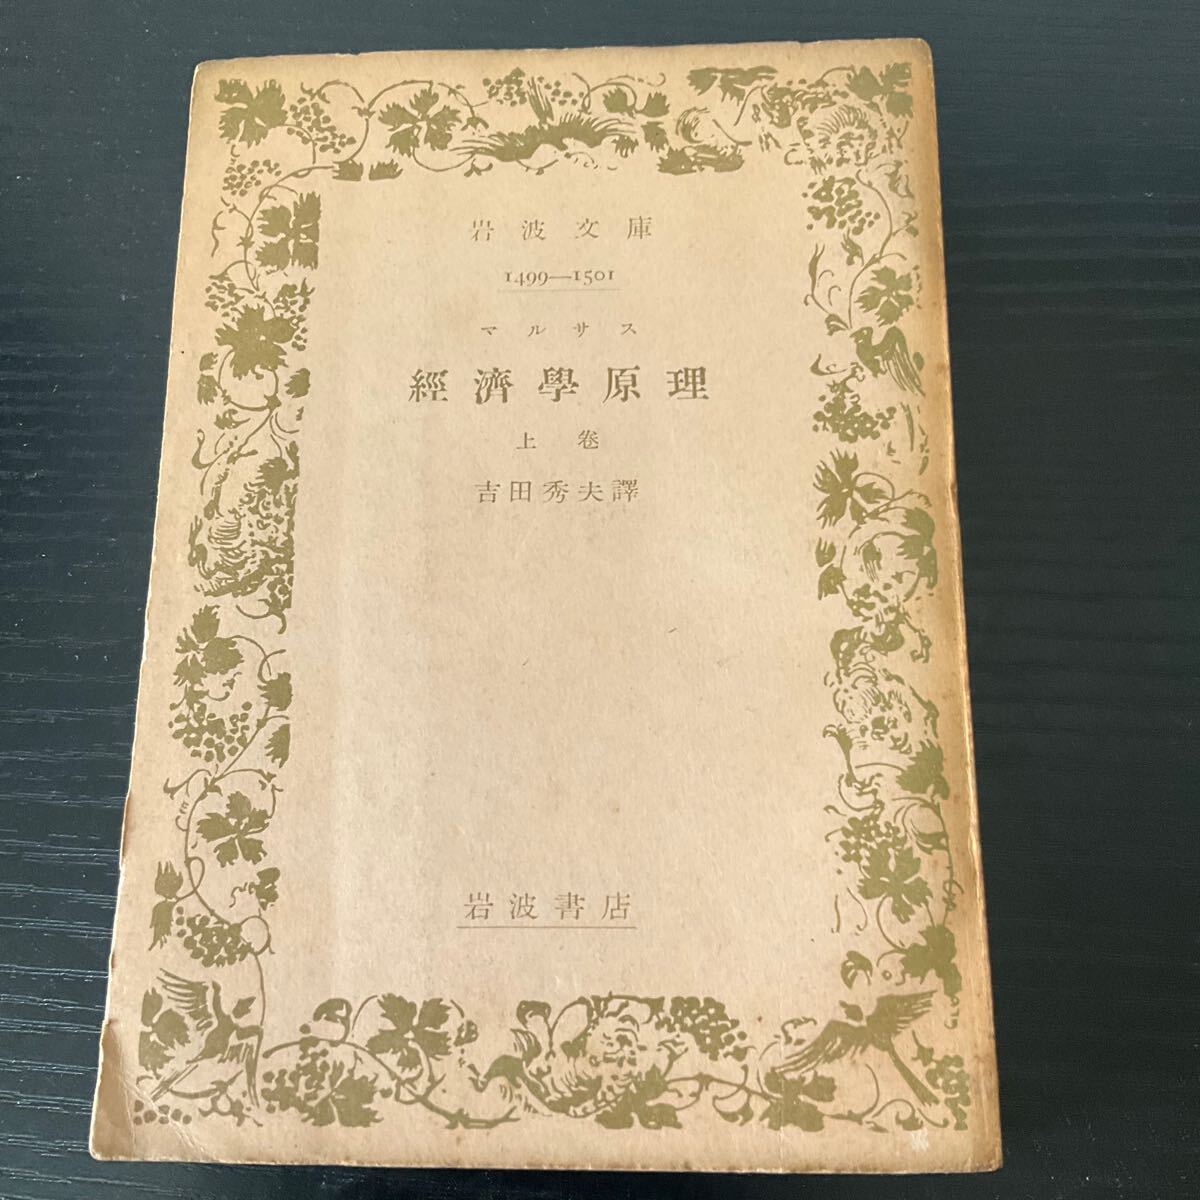 岩波文庫
1499—1501
マルサス
經濟學原理
上卷
吉田秀夫譯
岩波書店